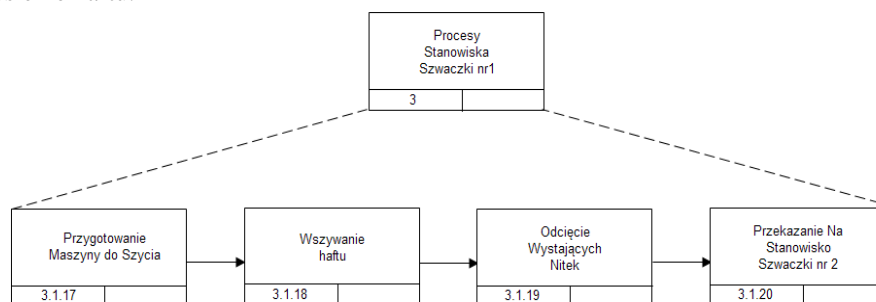 Procesy
Stanowiska
Szwaczki nr1
3
Przygotowanie
Maszyny do Szycia
3.1.17
Wszywanie
haftu
3.1.18
Odcięcie
Wystających
Nitek
3.1.19
Przekazanie Na
Stanowisko
Szwaczki nr 2
3.1.20